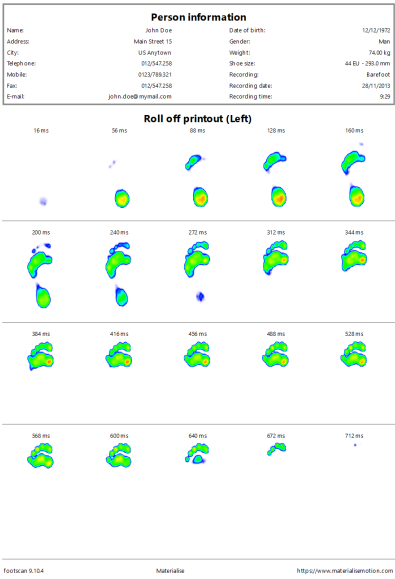 Person information
Name: John Doe Date of birth: 12/12/1972
Address: Main Street 15 Gender: Man
City: US Anytown Weight: 74.00 kg
Telephone: 012/547.258 Shoe size: 44 EU - 293.0 mm
Mobile: 0123/789.321 Recording: Barefoot
Fax: 012/547.258 Recording date: 28/11/2013
E-mail: john.doe@mymail.com Recording time: 9:29
Roll off printout (Left)
16 ms 56 ms 88 ms 128 ms 160 ms
200 ms 240 ms 272 ms 312 ms 344 ms
384 ms 416 ms 456 ms 488 ms 528 ms
568 ms 600 ms 640 ms 672 ms 712 ms
footscan 9.10.4 Materialise https://www.materialisemotion.com